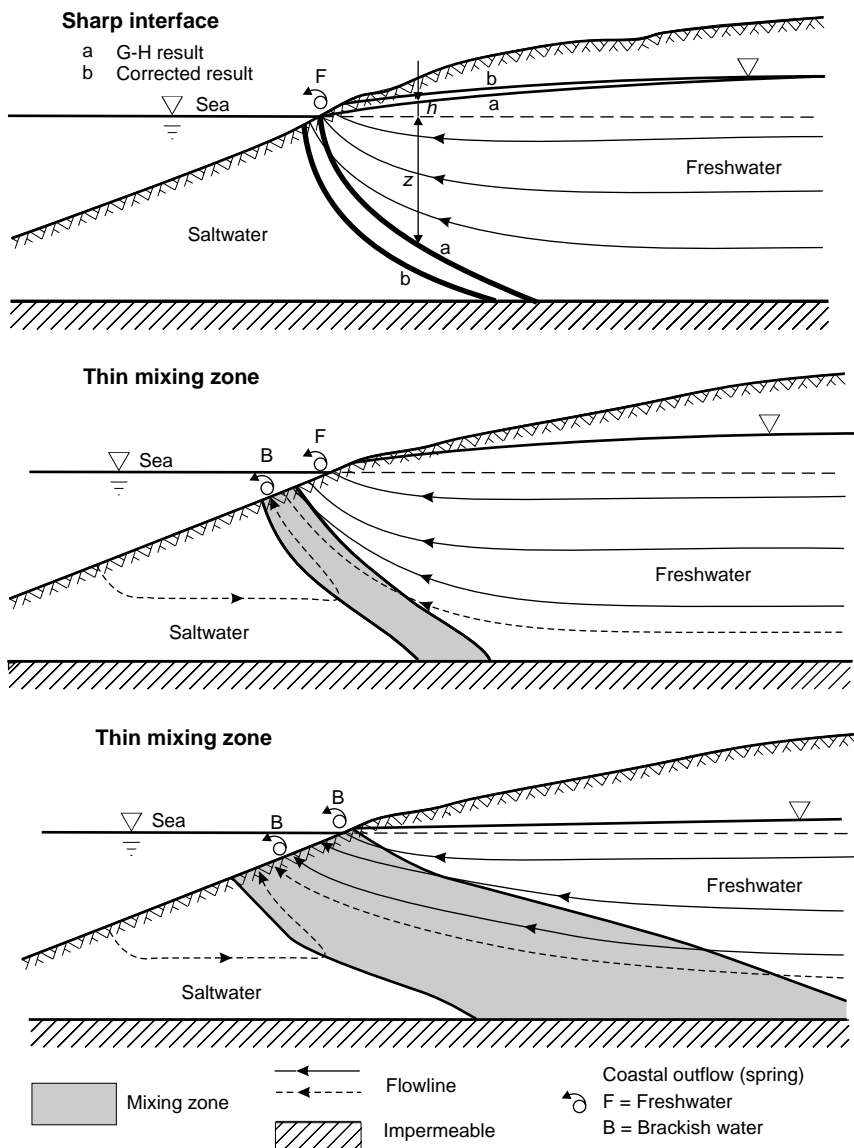 Sharp interface
a G-H result
b Corrected result
F
Sea
b
a
h
z
Freshwater
Saltwater
a
b
Thin mixing zone
F
B
Sea
Freshwater
Saltwater
Thin mixing zone
B
Sea
B
Freshwater
Saltwater
Mixing zone
Flowline
Impermeable
Coastal outflow (spring)
F = Freshwater
B = Brackish water